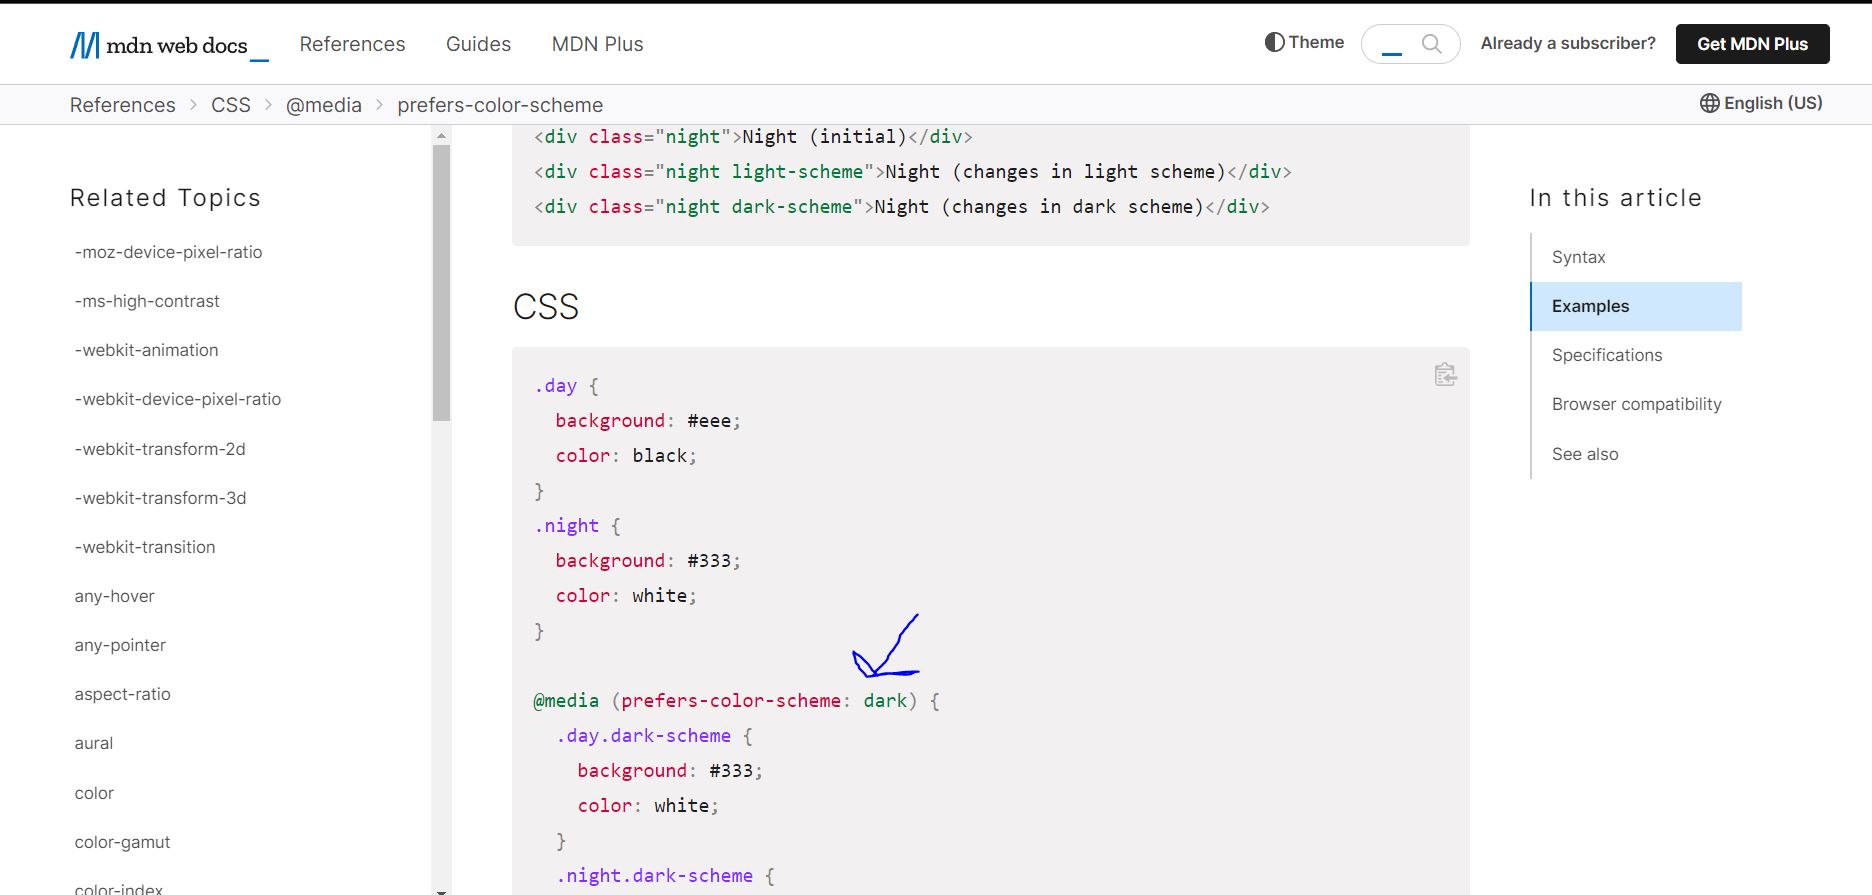 mdn web docs_
References Guides MDN Plus
Theme
Already a subscriber?
Get MDN Plus
References > CSS > @media > prefers-color-scheme
English (US)
Related Topics
-moz-device-pixel-ratio
-ms-high-contrast
-webkit-animation
-webkit-device-pixel-ratio
-webkit-transform-2d
-webkit-transform-3d
-webkit-transition
any-hover
any-pointer
aspect-ratio
aural
color
color-gamut
color-index
<div class="night">Night (initial)</div>
<div class="night light-scheme">Night (changes in light scheme)</div>
<div class="night dark-scheme">Night (changes in dark scheme)</div>
CSS
.day {
background: #eee;
color: black;
}
.night {
background: #333;
color: white;
}
@media (prefers-color-scheme: dark) {
.day.dark-scheme {
background: #333;
color: white;
}
.night.dark-scheme {
In this article
Syntax
Examples
Specifications
Browser compatibility
See also